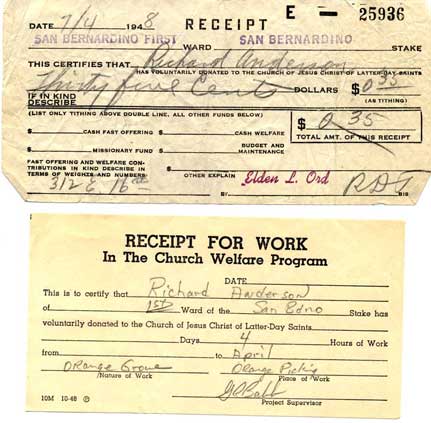 E — 25936
DATE 7/4 1948 RECEIPT
SAN BERNARDINO FIRST WARD SAN BERNARDINO STAKE
THIS CERTIFIES THAT Richard Anderson
HAS VOLUNTARILY DONATED TO THE CHURCH OF JESUS CHRIST OF LATTER-DAY SAINTS
Thirty five Cents DOLLARS $ 0 35
IF IN KIND DESCRIBE (AS TITHING)
(LIST ONLY TITHING ABOVE DOUBLE LINE, ALL OTHER FUNDS BELOW)
$ 0 35
TOTAL AMT. OF THIS RECEIPT
$ CASH FAST OFFERING $ CASH WELFARE
$ MISSIONARY FUND $ BUDGET AND MAINTENANCE
FAST OFFERING AND WELFARE CONTRIBUTIONS IN KIND DESCRIBE IN TERMS OF WEIGHTS AND NUMBERS
$ OTHER EXPLAIN Elden L. Ord
312 E 16th
BY
RECEIPT FOR WORK
In The Church Welfare Program
DATE
This is to certify that Richard Anderson
of 1st Ward of the San Bdno Stake has
voluntarily donated to the Church of Jesus Christ of Latter-Day Saints
Days 4 Hours of Work
from to April
Orange Grove Orange Picking
Nature of Work Place of Work
Project Supervisor
10M 10-48